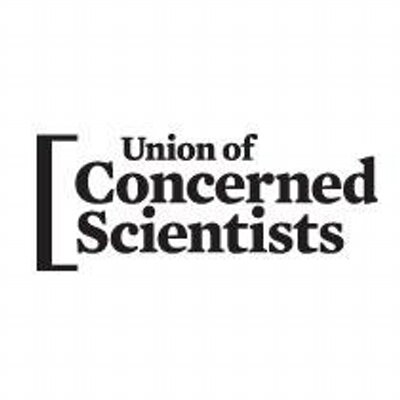 Union of
Concerned
Scientists